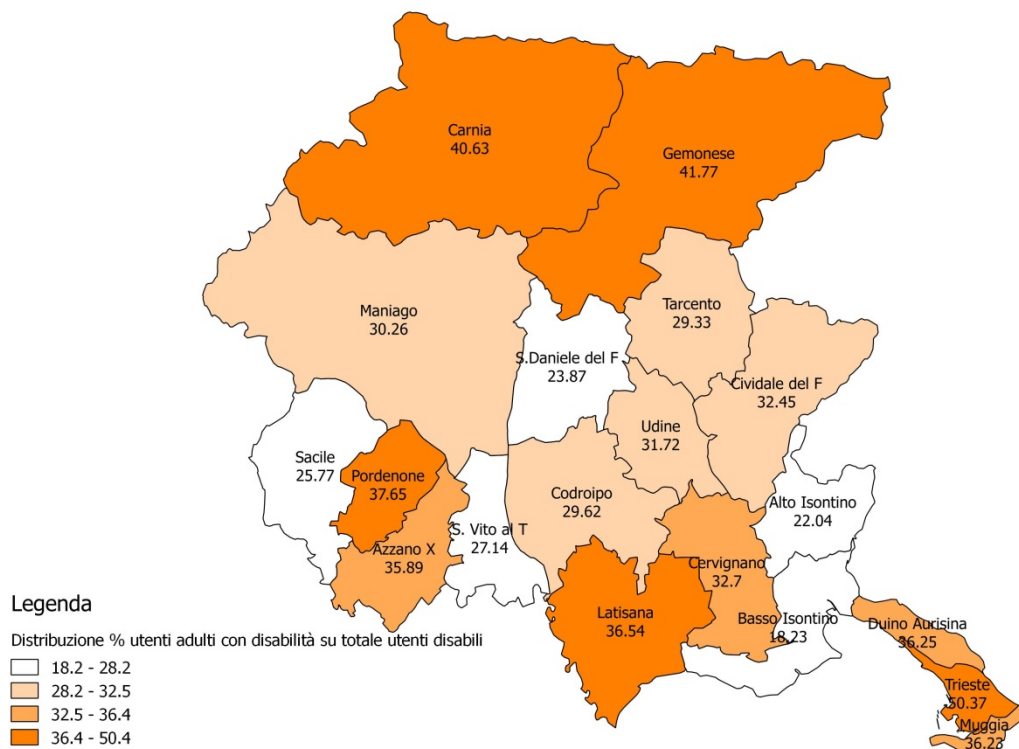 Carnia
40.63
Gemonese
41.77
Maniago
30.26
Tarcento
29.33
S.Daniele del F
23.87
Cividale del F
32.45
Udine
31.72
Sacile
25.77
Pordenone
37.65
Codroipo
29.62
Alto Isontino
22.04
S. Vito al T
27.14
Azzano X
35.89
Cervignano
32.7
Latisana
36.54
Basso Isontino
18.23
Duino Aurisina
36.25
Trieste
50.37
Muggia
36.23
Legenda
Distribuzione % utenti adulti con disabilità su totale utenti disabili
18.2 - 28.2
28.2 - 32.5
32.5 - 36.4
36.4 - 50.4